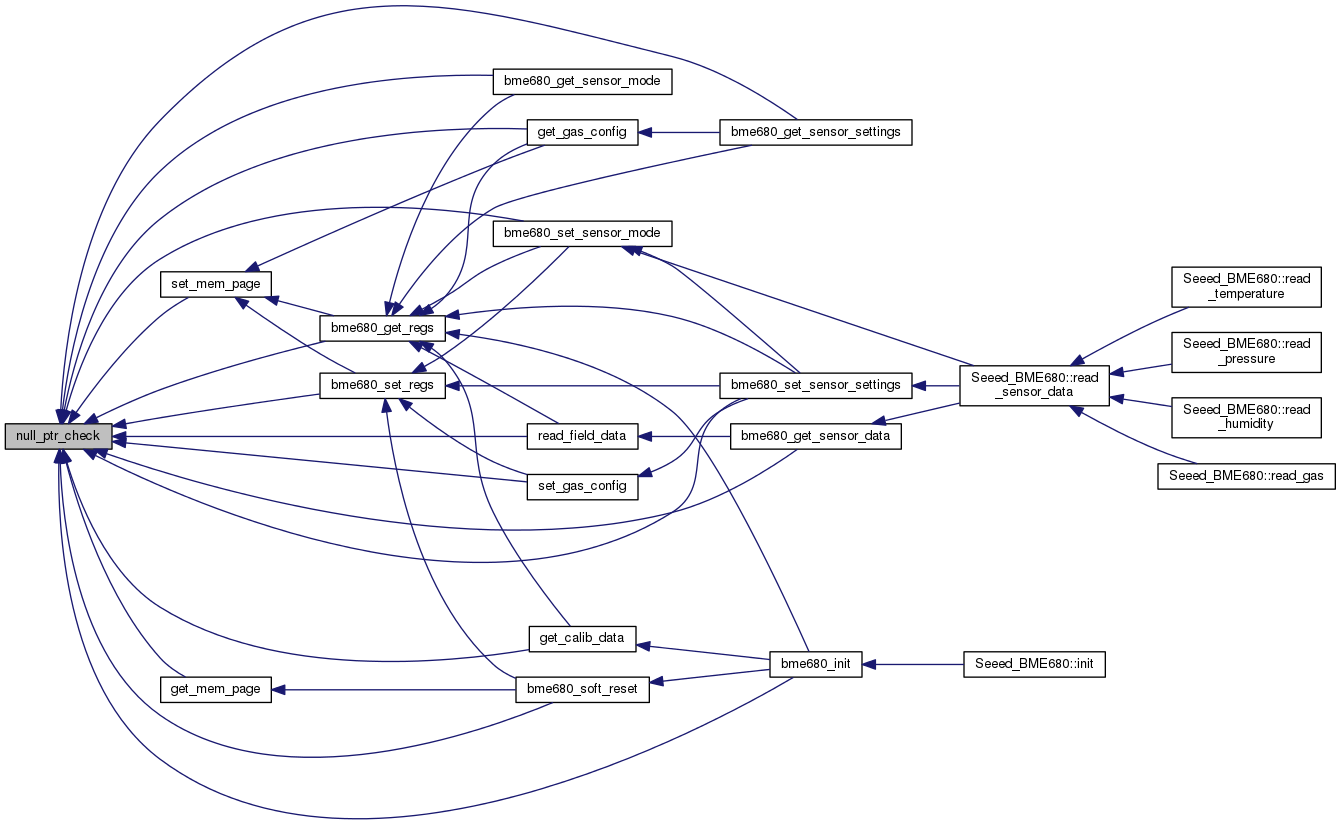 bme680_get_sensor_mode
get_gas_config
bme680_get_sensor_settings
bme680_set_sensor_mode
set_mem_page
Seeed_BME680::read
_temperature
bme680_get_regs
Seeed_BME680::read
_pressure
bme680_set_regs
bme680_set_sensor_settings
Seeed_BME680::read
_sensor_data
Seeed_BME680::read
_humidity
null_ptr_check
read_field_data
bme680_get_sensor_data
Seeed_BME680::read_gas
set_gas_config
get_calib_data
bme680_init
Seeed_BME680::init
get_mem_page
bme680_soft_reset